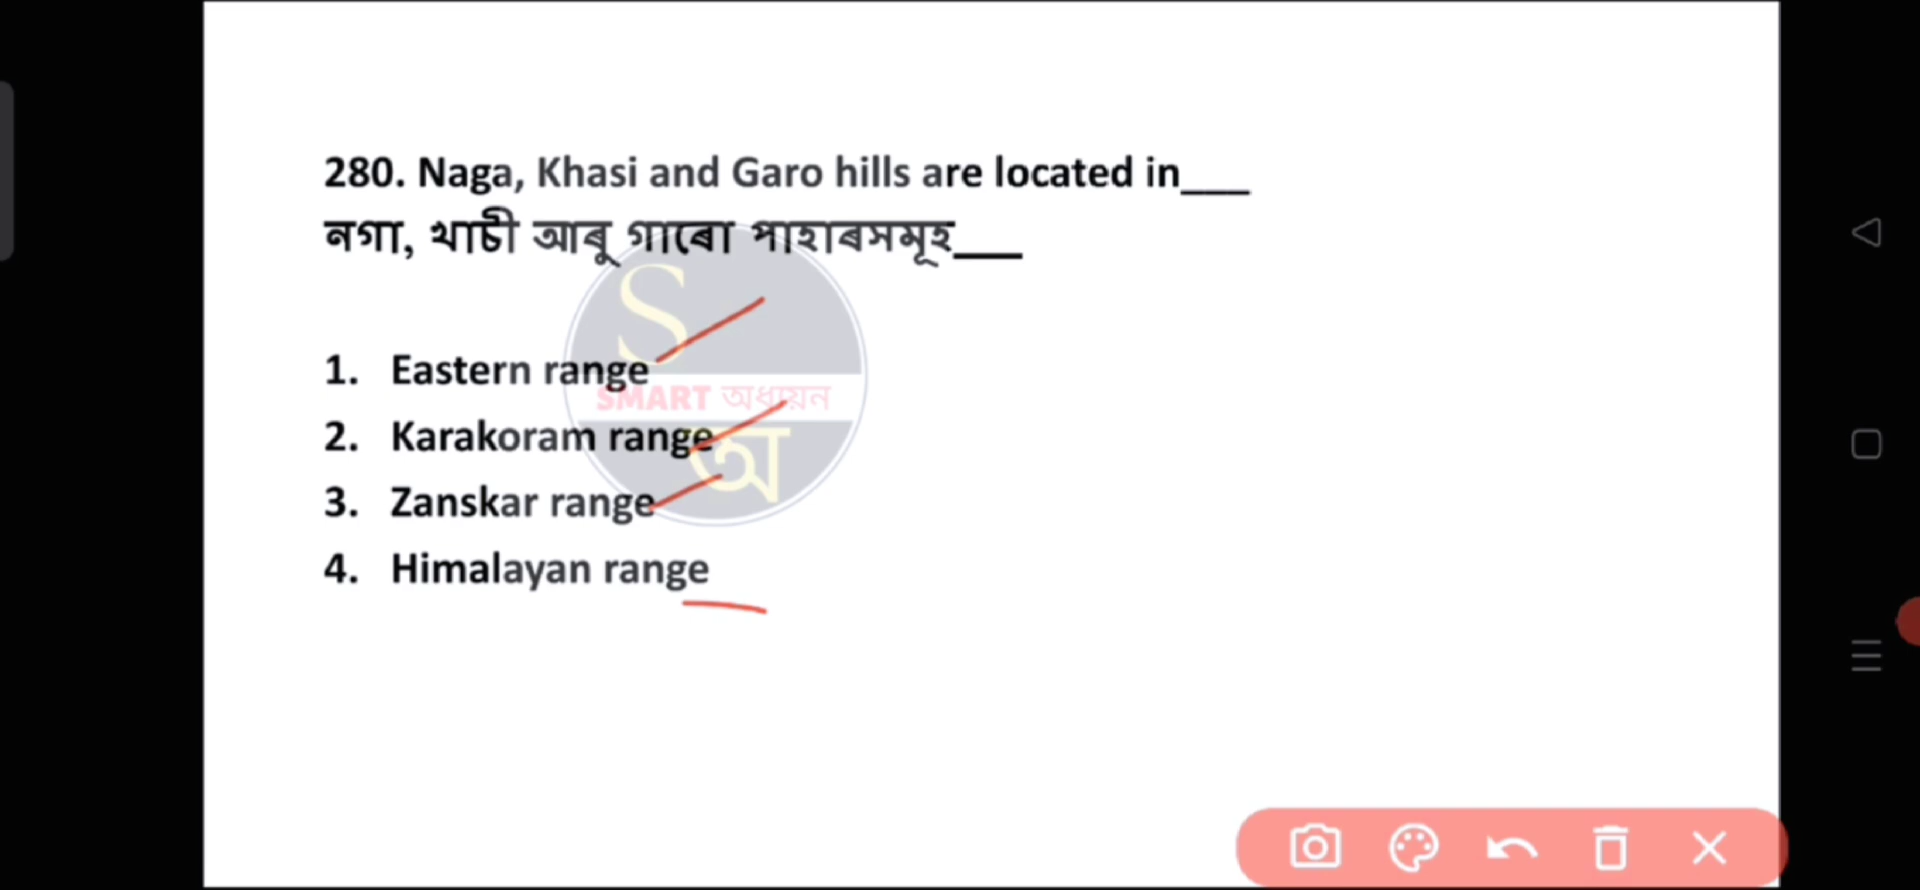 280. Naga, Khasi and Garo hills are located in___
নগা, খাচী আৰু গাৰো পাহাৰসমূহ___
S
1. Eastern range
SMART অধ্যয়ন
2. Karakoram range
অ
3. Zanskar range
4. Himalayan range